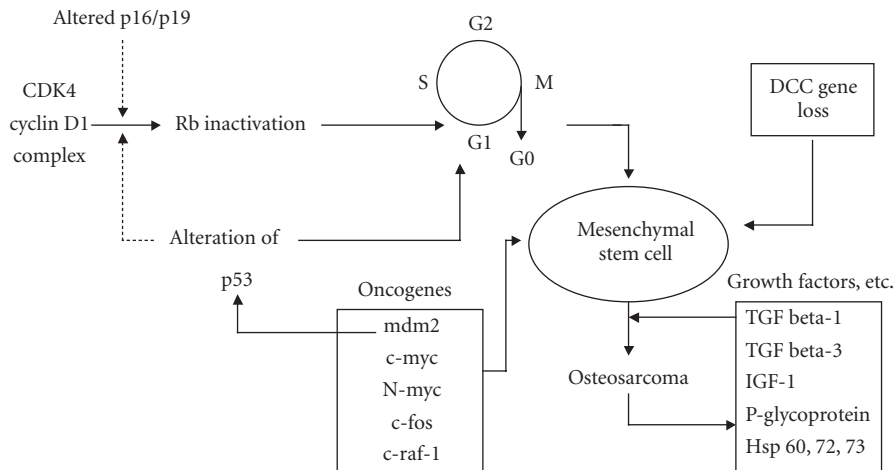 Altered p16/p19
CDK4
cyclin D1
complex
Rb inactivation
G2
S
M
G1
G0
DCC gene
loss
Alteration of
p53
Mesenchymal
stem cell
Oncogenes
mdm2
c-myc
N-myc
c-fos
c-raf-1
Osteosarcoma
Growth factors, etc.
TGF beta-1
TGF beta-3
IGF-1
P-glycoprotein
Hsp 60, 72, 73